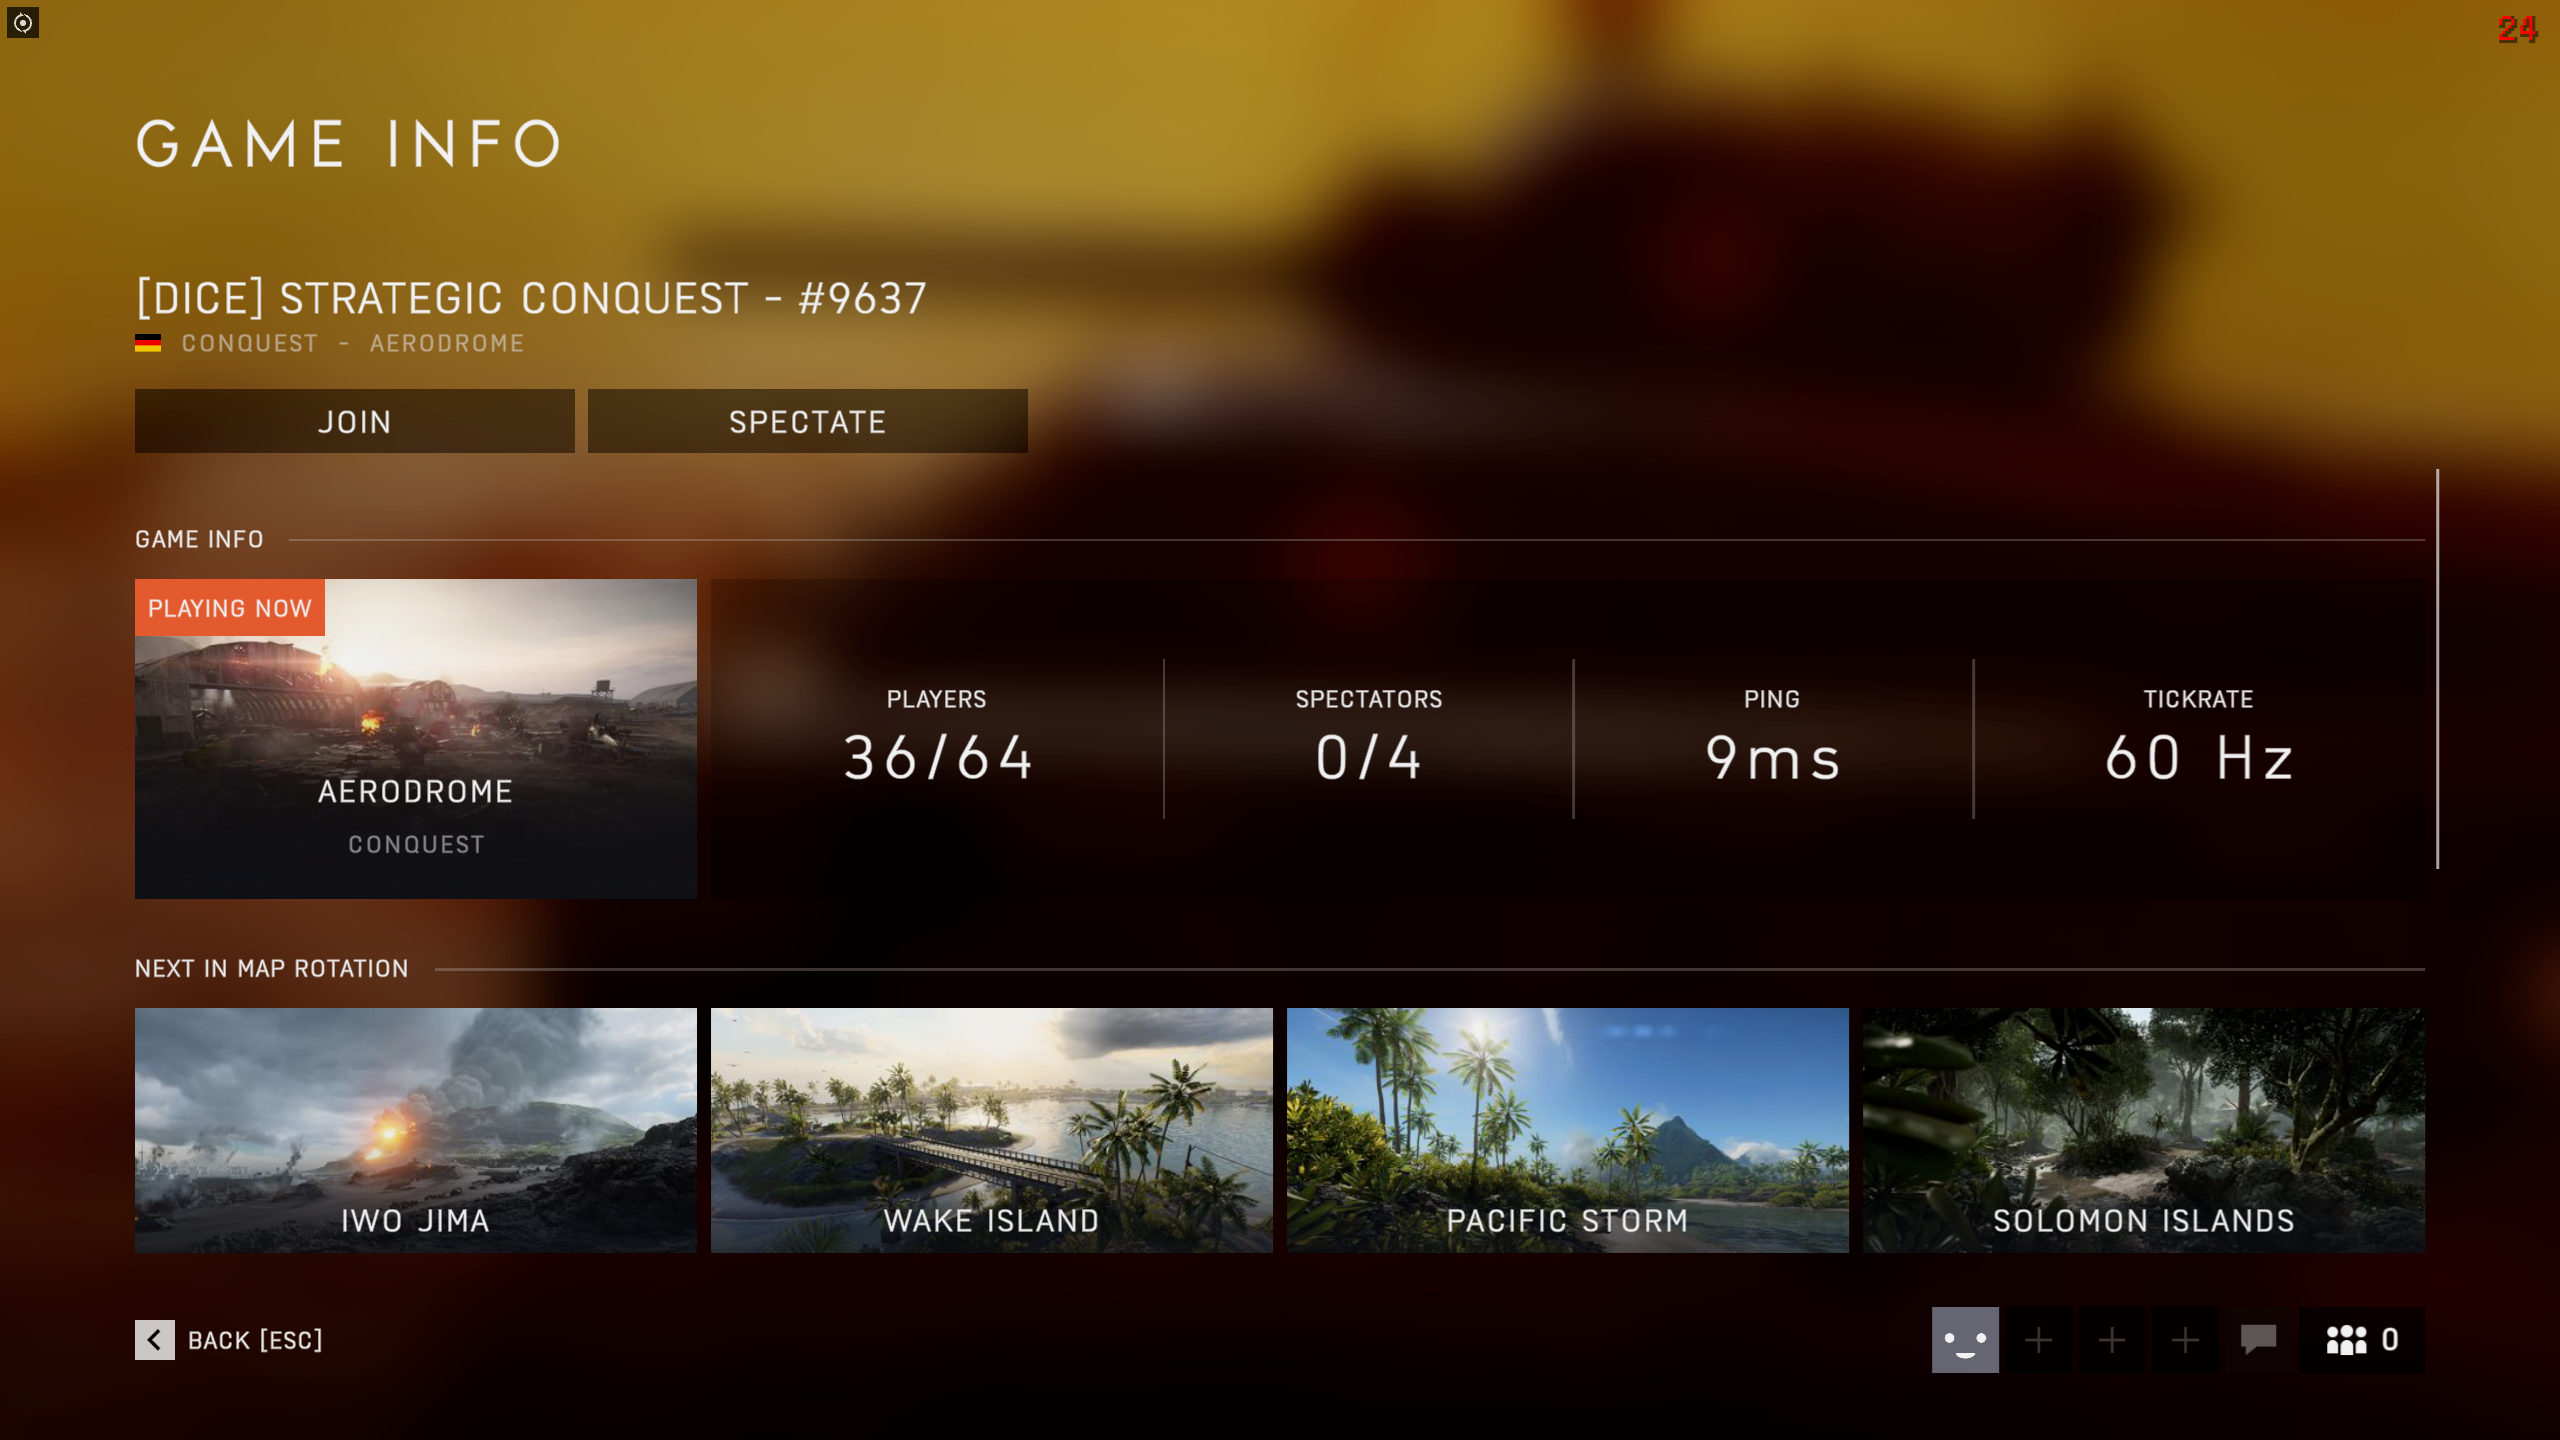 24
GAME INFO
[DICE] STRATEGIC CONQUEST - #9637
CONQUEST - AERODROME
JOIN
SPECTATE
GAME INFO
PLAYING NOW
AERODROME
CONQUEST
PLAYERS
36/64
SPECTATORS
0/4
PING
9ms
TICKRATE
60 Hz
NEXT IN MAP ROTATION
IWO JIMA
WAKE ISLAND
PACIFIC STORM
SOLOMON ISLANDS
BACK [ESC]
0